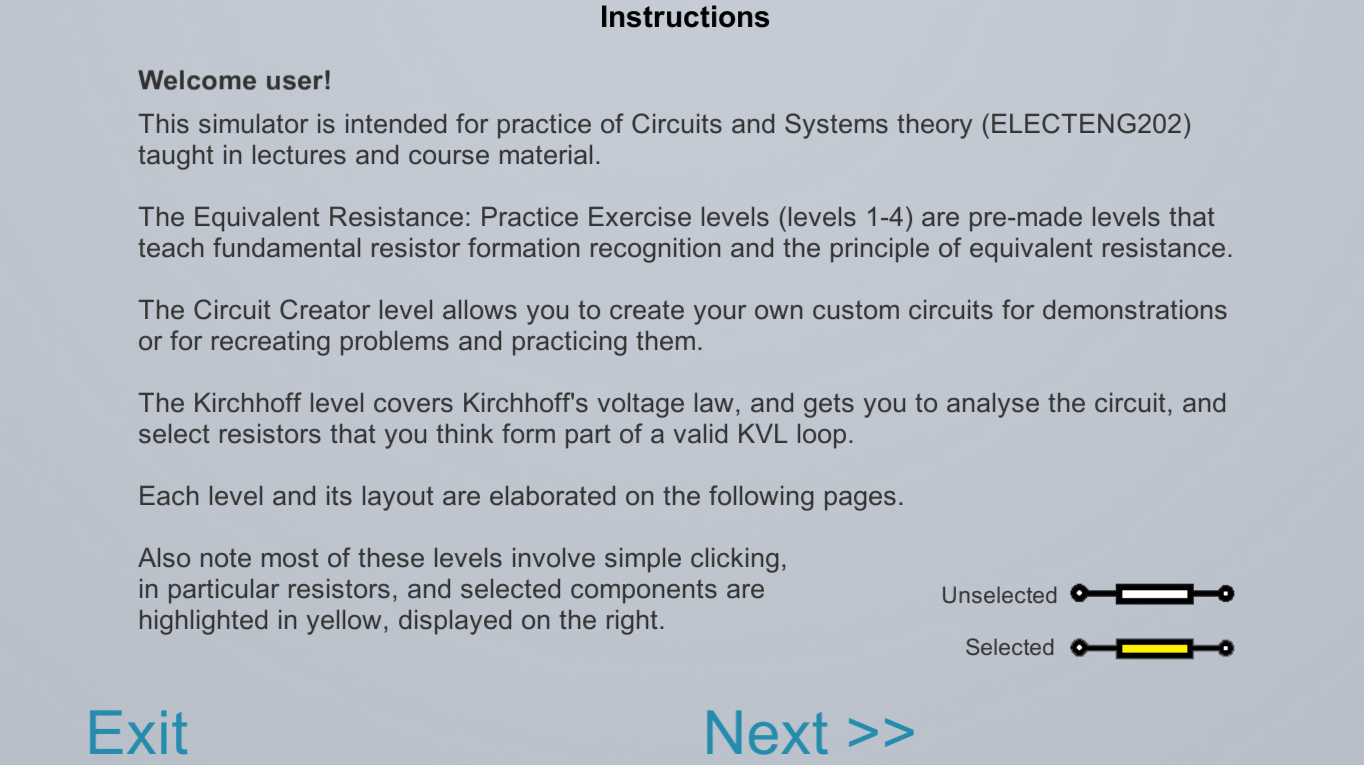 Instructions
Welcome user!
This simulator is intended for practice of Circuits and Systems theory (ELECTENG202)
taught in lectures and course material.
The Equivalent Resistance: Practice Exercise levels (levels 1-4) are pre-made levels that
teach fundamental resistor formation recognition and the principle of equivalent resistance.
The Circuit Creator level allows you to create your own custom circuits for demonstrations
or for recreating problems and practicing them.
The Kirchhoff level covers Kirchhoff's voltage law, and gets you to analyse the circuit, and
select resistors that you think form part of a valid KVL loop.
Each level and its layout are elaborated on the following pages.
Also note most of these levels involve simple clicking,
in particular resistors, and selected components are
highlighted in yellow, displayed on the right.
Unselected
Selected
Exit
Next >>